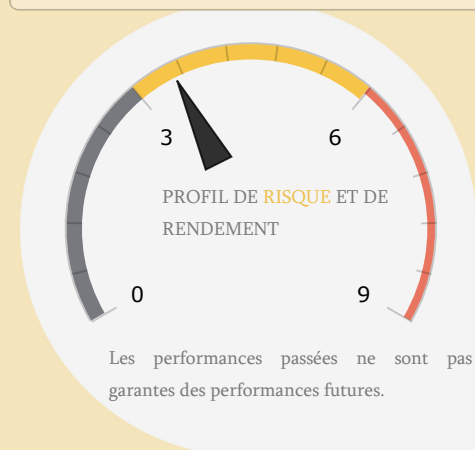 3 6
PROFIL DE RISQUE ET DE
RENDEMENT
0 9
Les performances passées ne sont pas
garantes des performances futures.